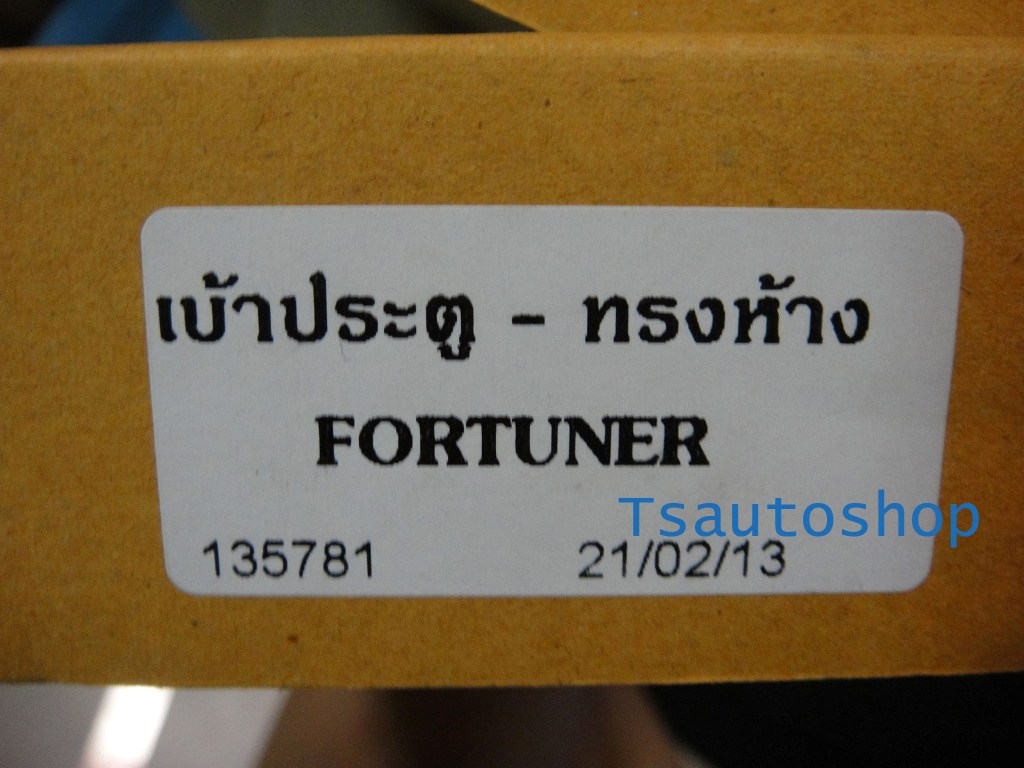 เบ้าประตู - ทรงห้าง
FORTUNER
Tsautoshop
135781 21/02/13